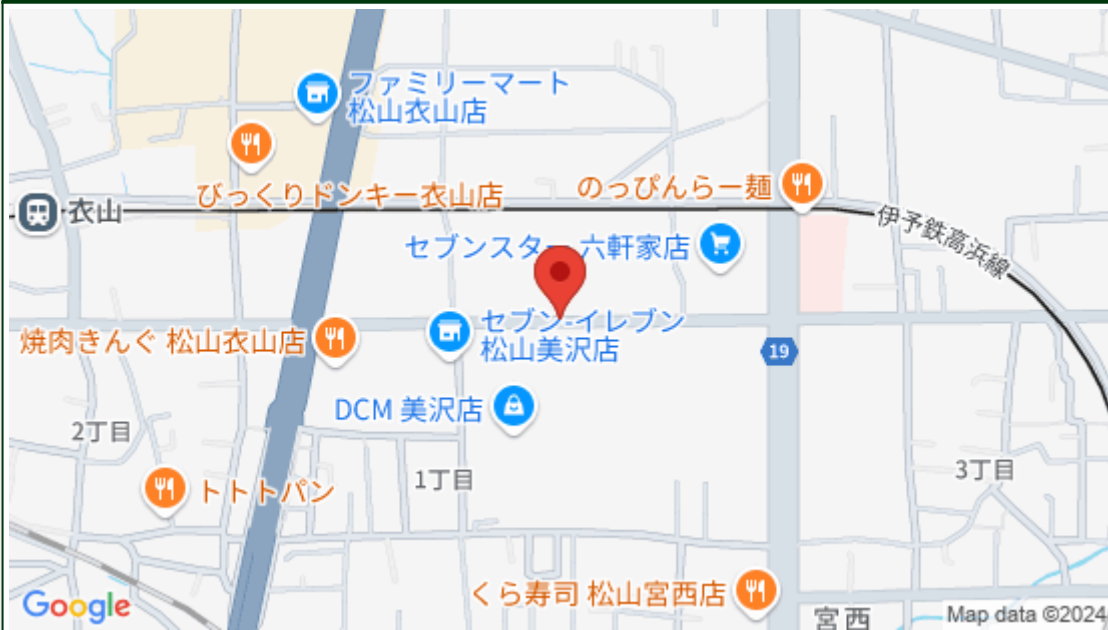 ファミリーマート
松山衣山店
びっくりドンキー衣山店
のっぴんらー麺
衣山
伊予鉄高浜線
セブンスター 六軒家店
セブン-イレブン
松山美沢店
焼肉きんぐ 松山衣山店
19
DCM 美沢店
2丁目
1丁目
3丁目
トトトパン
くら寿司 松山宮西店
宮西
Google
Map data ©2024